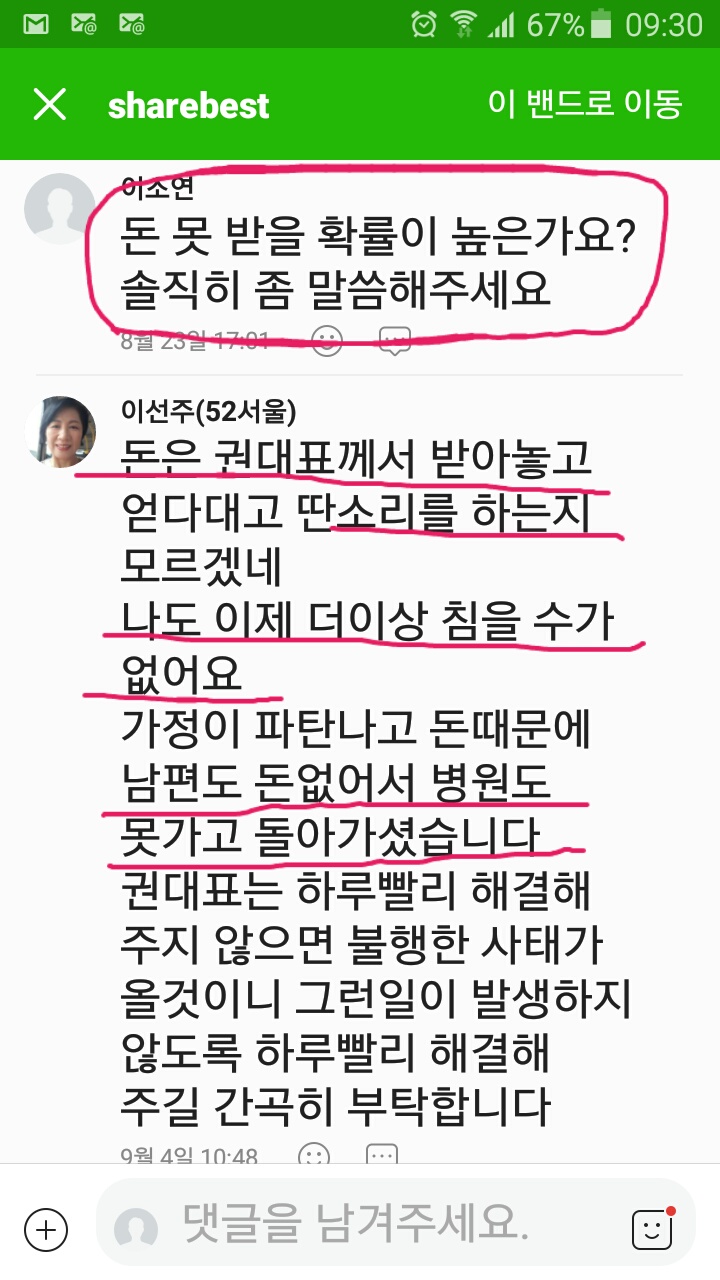 67% 09:30
sharebest 이 밴드로 이동
이소연
돈 못 받을 확률이 높은가요?
솔직히 좀 말씀해주세요
8월 23일 17:01
이선주(52서울)
돈은 권대표께서 받아놓고
얻다대고 딴소리를 하는지
모르겠네
나도 이제 더이상 침을 수가
없어요
가정이 파탄나고 돈때문에
남편도 돈없어서 병원도
못가고 돌아가셨습니다
권대표는 하루빨리 해결해
주지 않으면 불행한 사태가
올것이니 그런일이 발생하지
않도록 하루빨리 해결해
주길 간곡히 부탁합니다
9월 4일 10:48
댓글을 남겨주세요.